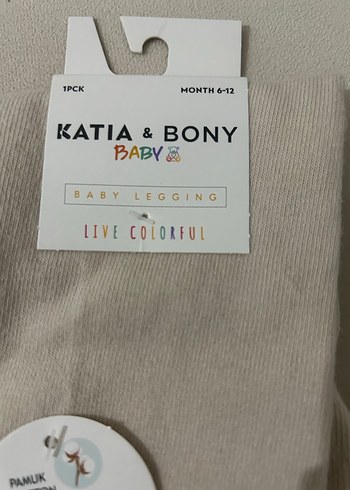 1PCK MONTH 6-12
KATIA & BONY
BABY
BABY LEGGING
LIVE COLORFUL
PAMUK